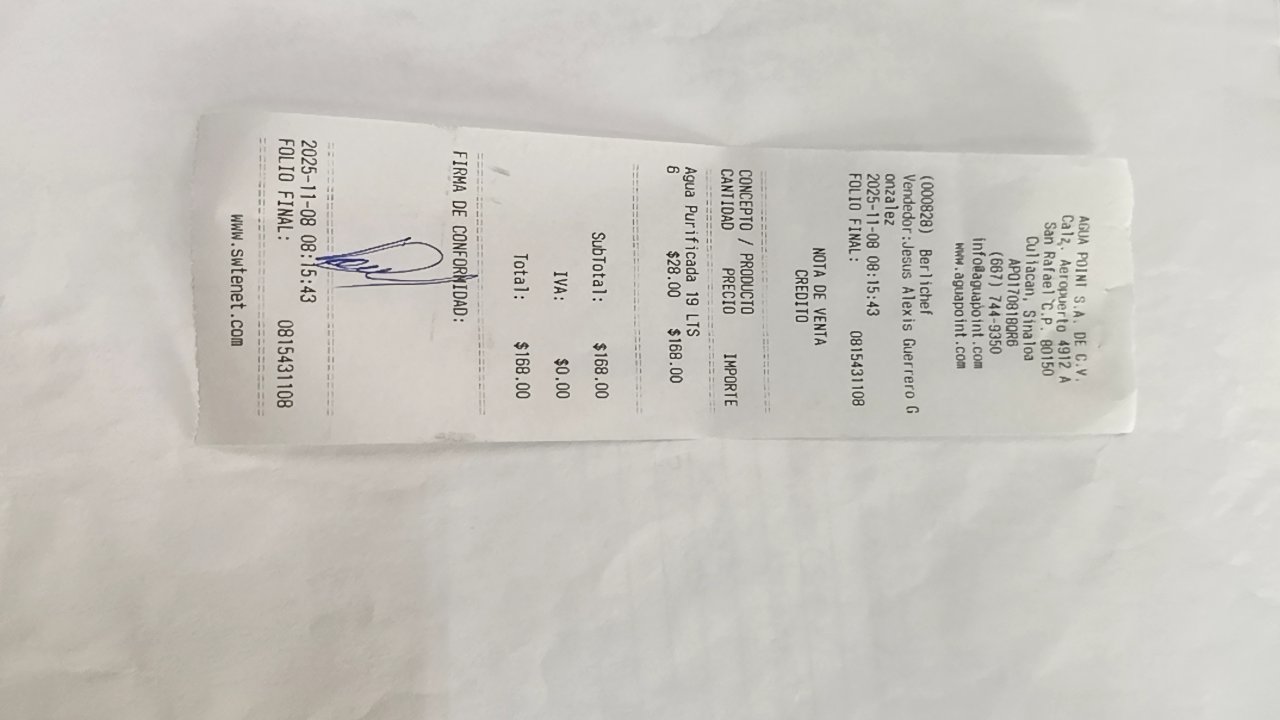 AGUA POINT S.A. DE C.V.
Calz, Aeropuerto 4912 A
San Rafael C.P. 80150
Culiacan, Sinaloa
APO170818QR6
(667) 744-9350
info@aguapoint.com
www.aguapoint.com
(000828) Berlichef
Vendedor:Jesus Alexis Guerrero G
onzalez
2025-11-08 08:15:43
FOLIO FINAL: 0815431108
NOTA DE VENTA
CREDITO
CONCEPTO / PRODUCTO
CANTIDAD PRECIO IMPORTE
Agua Purificada 19 LTS
6 $28.00 $168.00
SubTotal: $168.00
IVA: $0.00
Total: $168.00
FIRMA DE CONFORMIDAD:
2025-11-08 08:15:43
FOLIO FINAL: 0815431108
www.swtenet.com